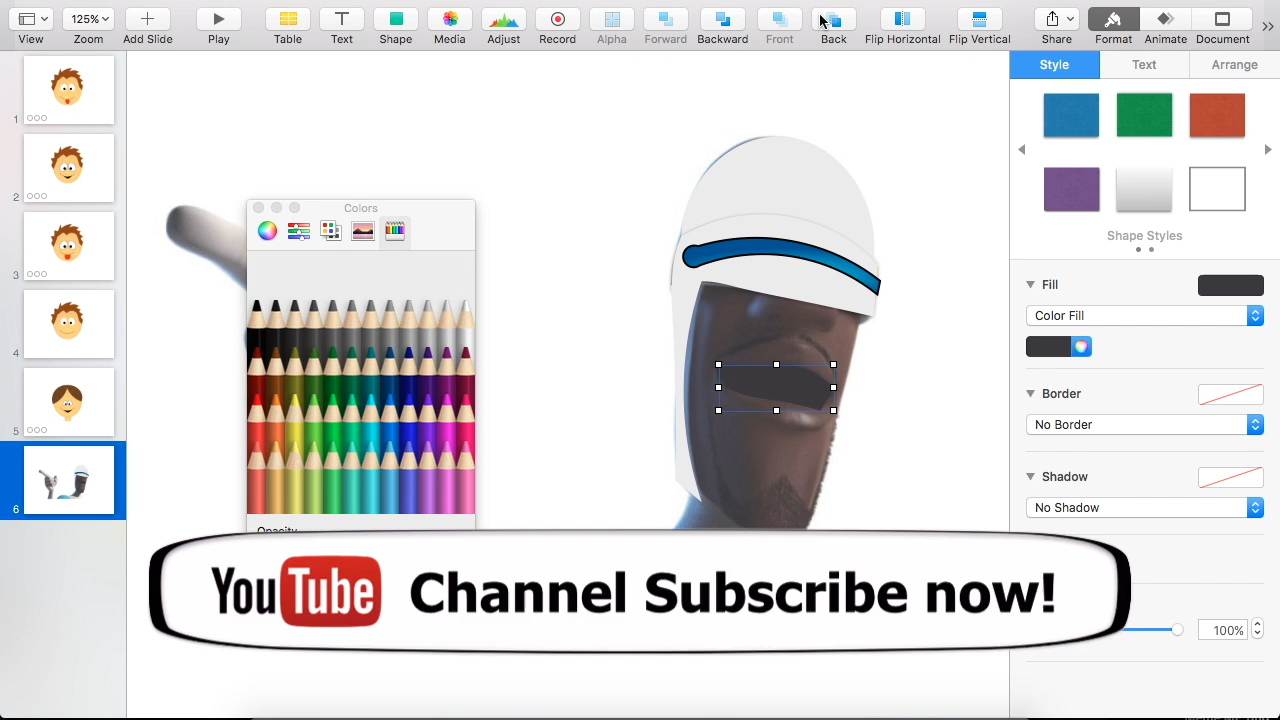 View
125%
Zoom
Add Slide
Play
Table
Text
Shape
Media
Adjust
Record
Alpha
Forward
Backward
Front
Back
Flip Horizontal
Flip Vertical
Share
Format
Animate
Document
1
2
3
4
5
6
Colors
Opacity
Style
Text
Arrange
Shape Styles
Fill
Color Fill
Border
No Border
Shadow
No Shadow
100%
YouTube Channel Subscribe now!